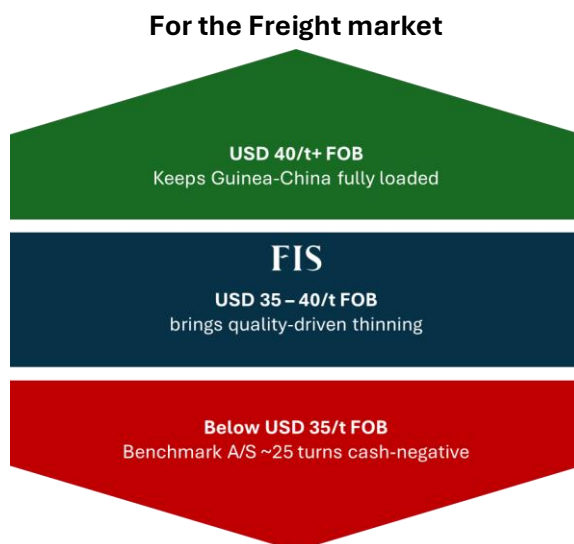 For the Freight market
USD 40/t+ FOB
Keeps Guinea-China fully loaded
FIS
USD 35 – 40/t FOB
brings quality-driven thinning
Below USD 35/t FOB
Benchmark A/S ~25 turns cash-negative